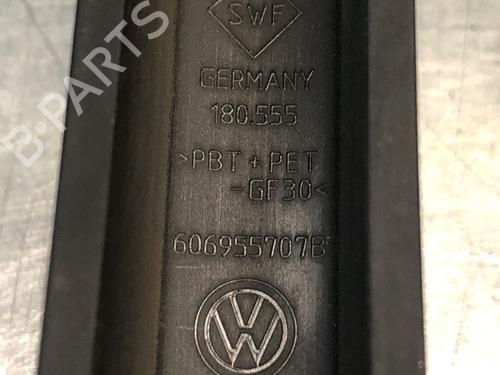 SWF
GERMANY
180.555
>PBT + PET
-GF30<
606955707B
B-PARTS